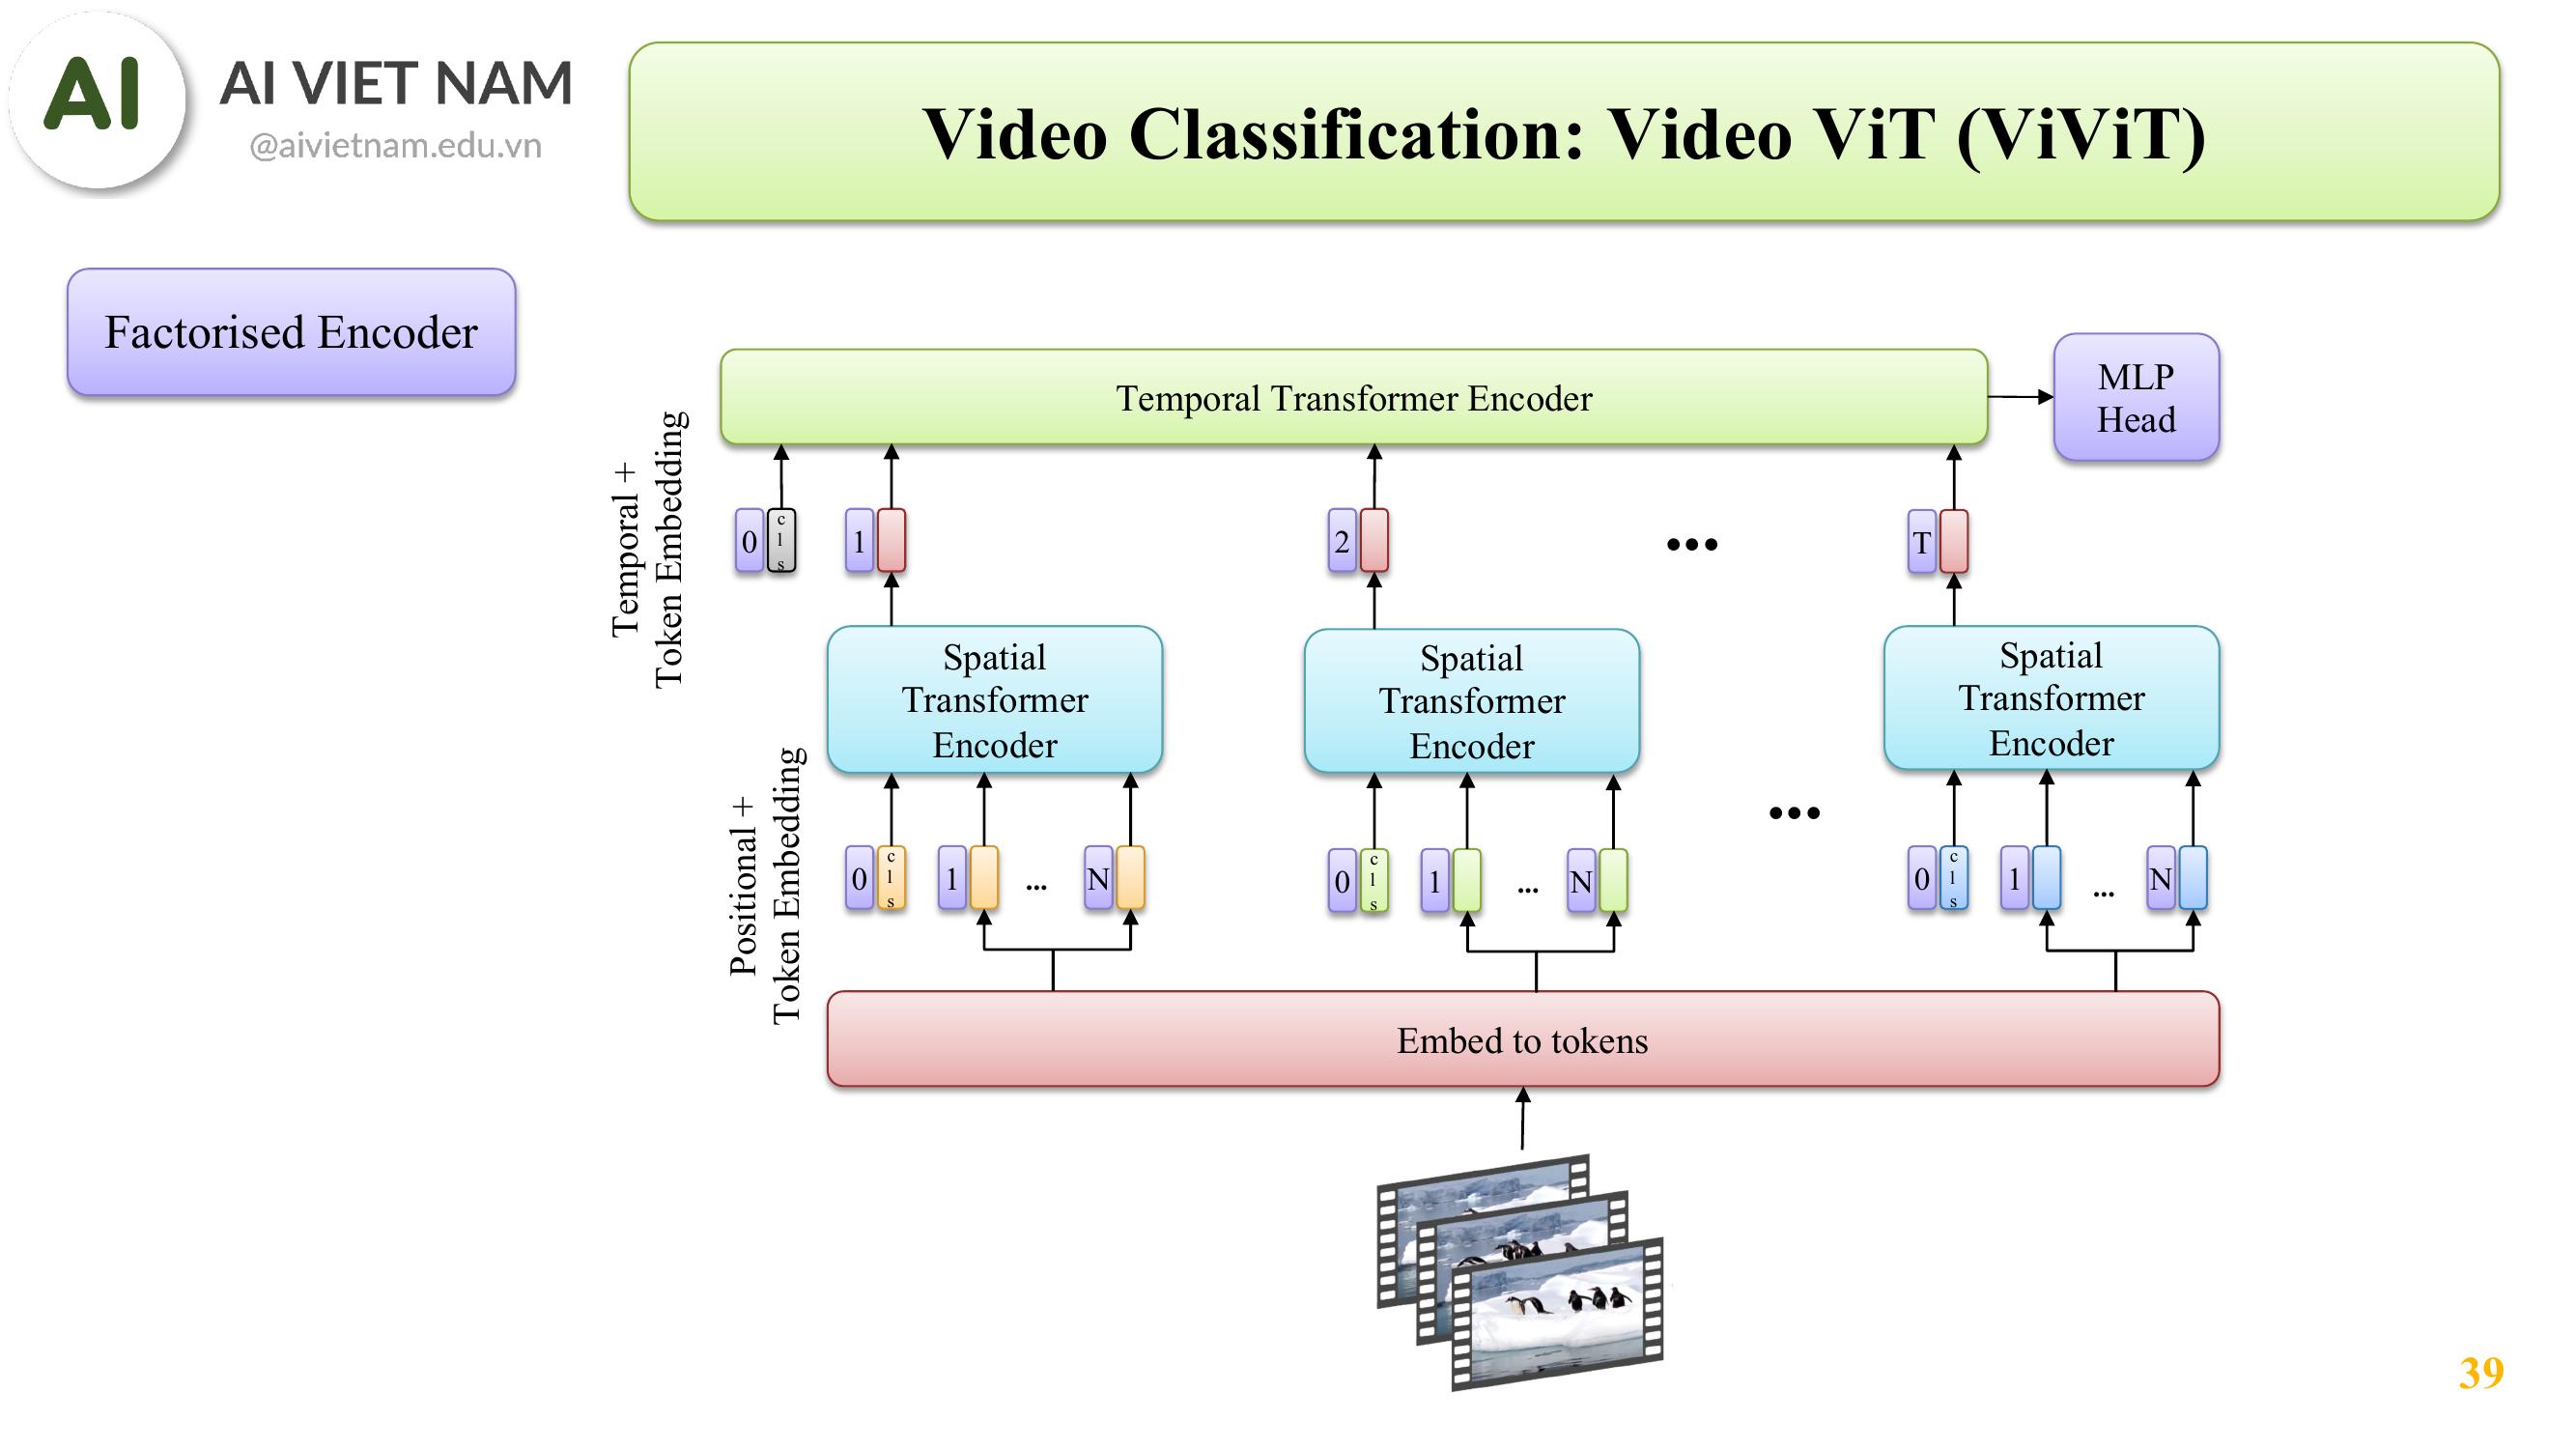 AI
AI VIET NAM
@aivietnam.edu.vn
Video Classification: Video ViT (ViViT)
Factorised Encoder
Temporal Transformer Encoder
MLP
Head
Temporal +
Token Embedding
0 cls 1 2 ... T
Spatial
Transformer
Encoder
Spatial
Transformer
Encoder
Spatial
Transformer
Encoder
...
Positional +
Token Embedding
0 cls 1 ... N
0 cls 1 ... N
0 cls 1 ... N
Embed to tokens
39